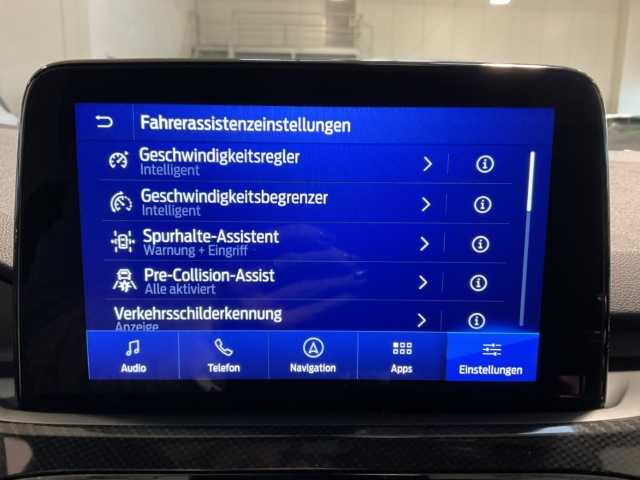 Fahrerassistenzeinstellungen
Geschwindigkeitsregler
Intelligent
Geschwindigkeitsbegrenzer
Intelligent
Spurhalte-Assistent
Warnung + Eingriff
Pre-Collision-Assist
Alle aktiviert
Verkehrsschilderkennung
Anzeige
Audio
Telefon
Navigation
Apps
Einstellungen